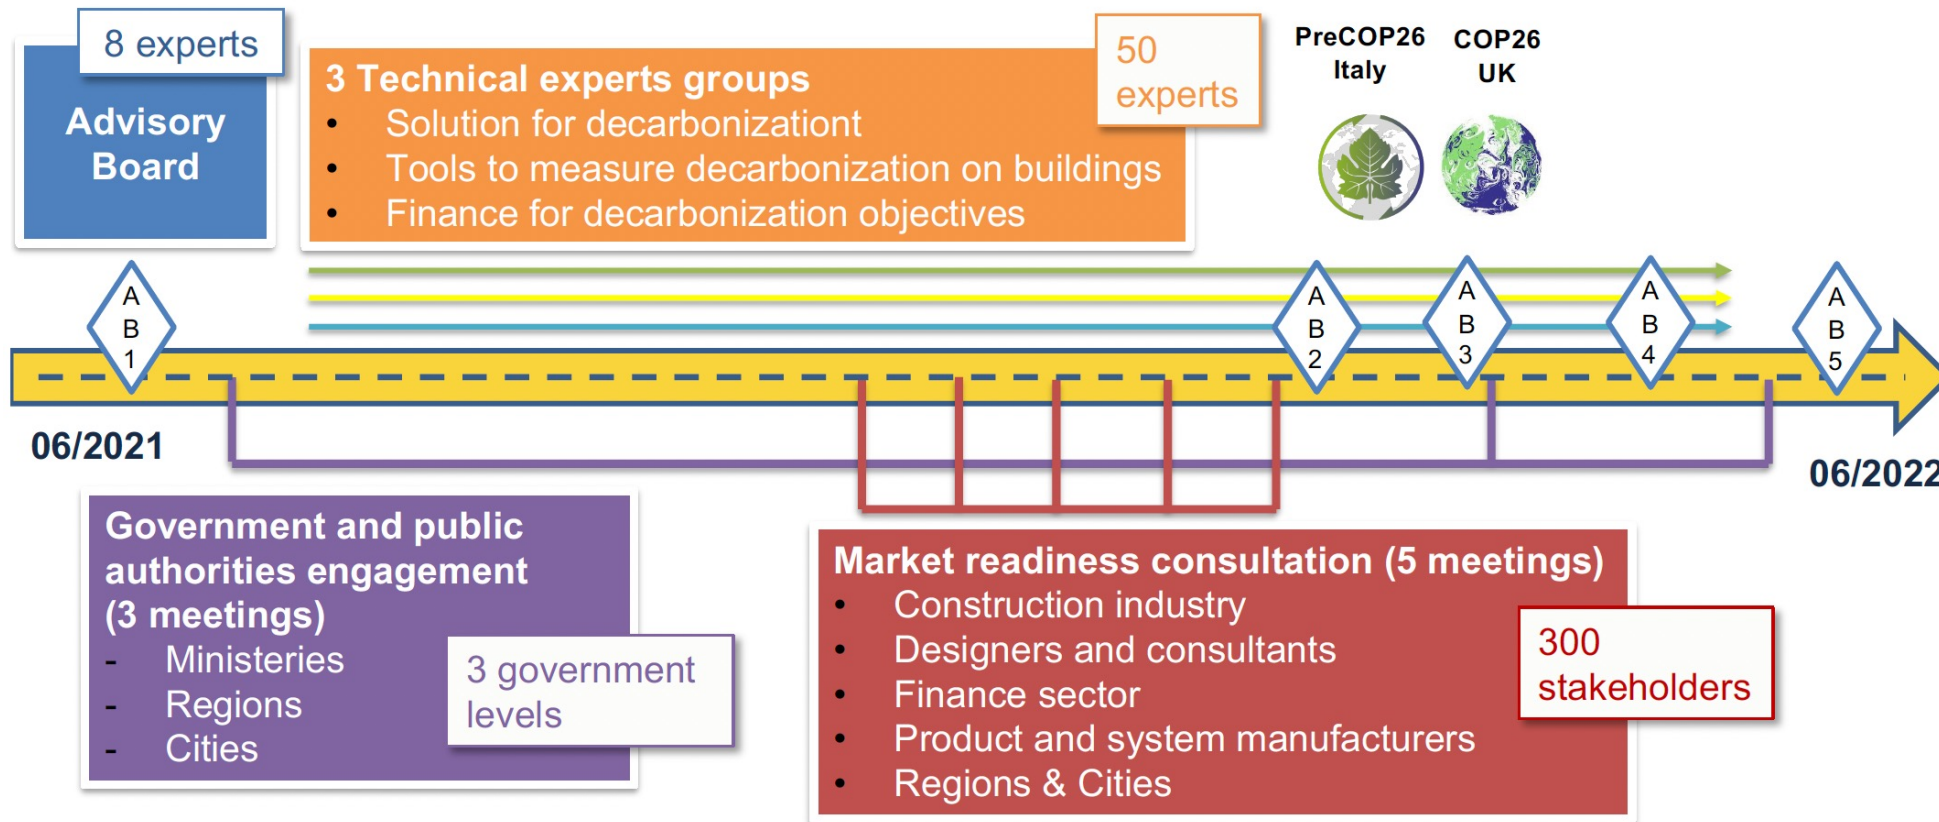 8 experts
Advisory
Board
3 Technical experts groups
• Solution for decarbonizationt
• Tools to measure decarbonization on buildings
• Finance for decarbonization objectives
50
experts
PreCOP26
Italy
COP26
UK
A
B
1
A
B
2
A
B
3
A
B
4
A
B
5
06/2021
06/2022
Government and public
authorities engagement
(3 meetings)
- Ministeries
- Regions
- Cities
3 government
levels
Market readiness consultation (5 meetings)
• Construction industry
• Designers and consultants
• Finance sector
• Product and system manufacturers
• Regions & Cities
300
stakeholders